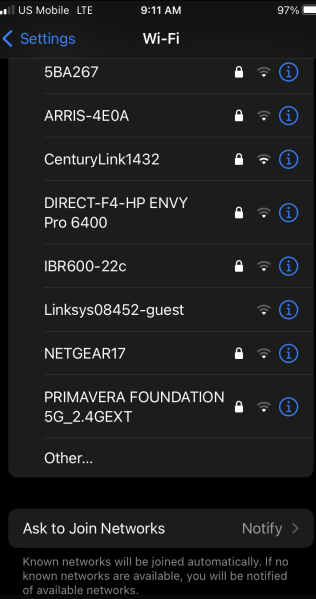 US Mobile LTE 9:11 AM 97%
Settings Wi-Fi
5BA267
ARRIS-4E0A
CenturyLink1432
DIRECT-F4-HP ENVY
Pro 6400
IBR600-22c
Linksys08452-guest
NETGEAR17
PRIMAVERA FOUNDATION
5G_2.4GEXT
Other...
Ask to Join Networks Notify
Known networks will be joined automatically. If no
known networks are available, you will be notified
of available networks.